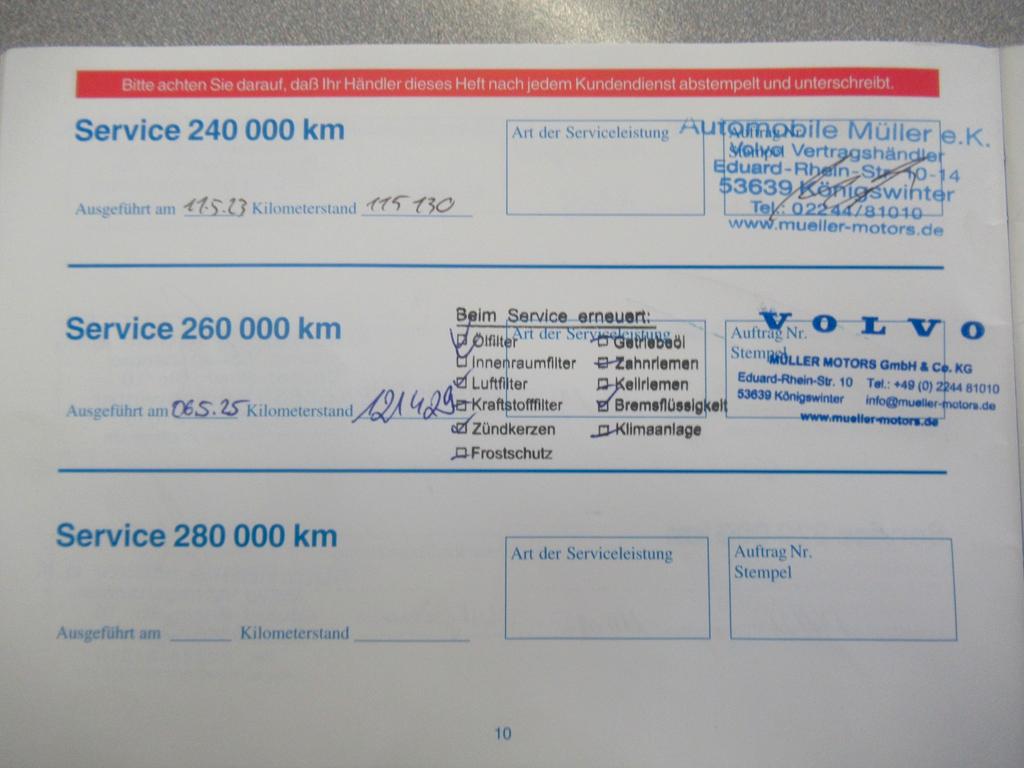 Bitte achten Sie darauf, daß Ihr Händler dieses Heft nach jedem Kundendienst abstempelt und unterschreibt.
Service 240 000 km
Ausgeführt am 11.5.23 Kilometerstand 115 130
Art der Serviceleistung
Auftrag Nr.
Stempel
Automobile Müller e.K.
Volvo Vertragshändler
Eduard-Rhein-Str. 10-14
53639 Königswinter
Tel.: 02244/81010
www.mueller-motors.de
Service 260 000 km
Ausgeführt am 06.5.25 Kilometerstand 121429
Art der Serviceleistung
Beim Service erneuert:
Ölfilter Getriebeöl
Innenraumfilter Zahnriemen
Luftfilter Keilriemen
Kraftstofffilter Bremsflüssigkeit
Zündkerzen Klimaanlage
Frostschutz
Auftrag Nr.
Stempel
VOLVO
MÜLLER MOTORS GmbH & Co. KG
Eduard-Rhein-Str. 10 Tel.: +49 (0) 2244 81010
53639 Königswinter info@mueller-motors.de
www.mueller-motors.de
Service 280 000 km
Ausgeführt am Kilometerstand
Art der Serviceleistung
Auftrag Nr.
Stempel
10